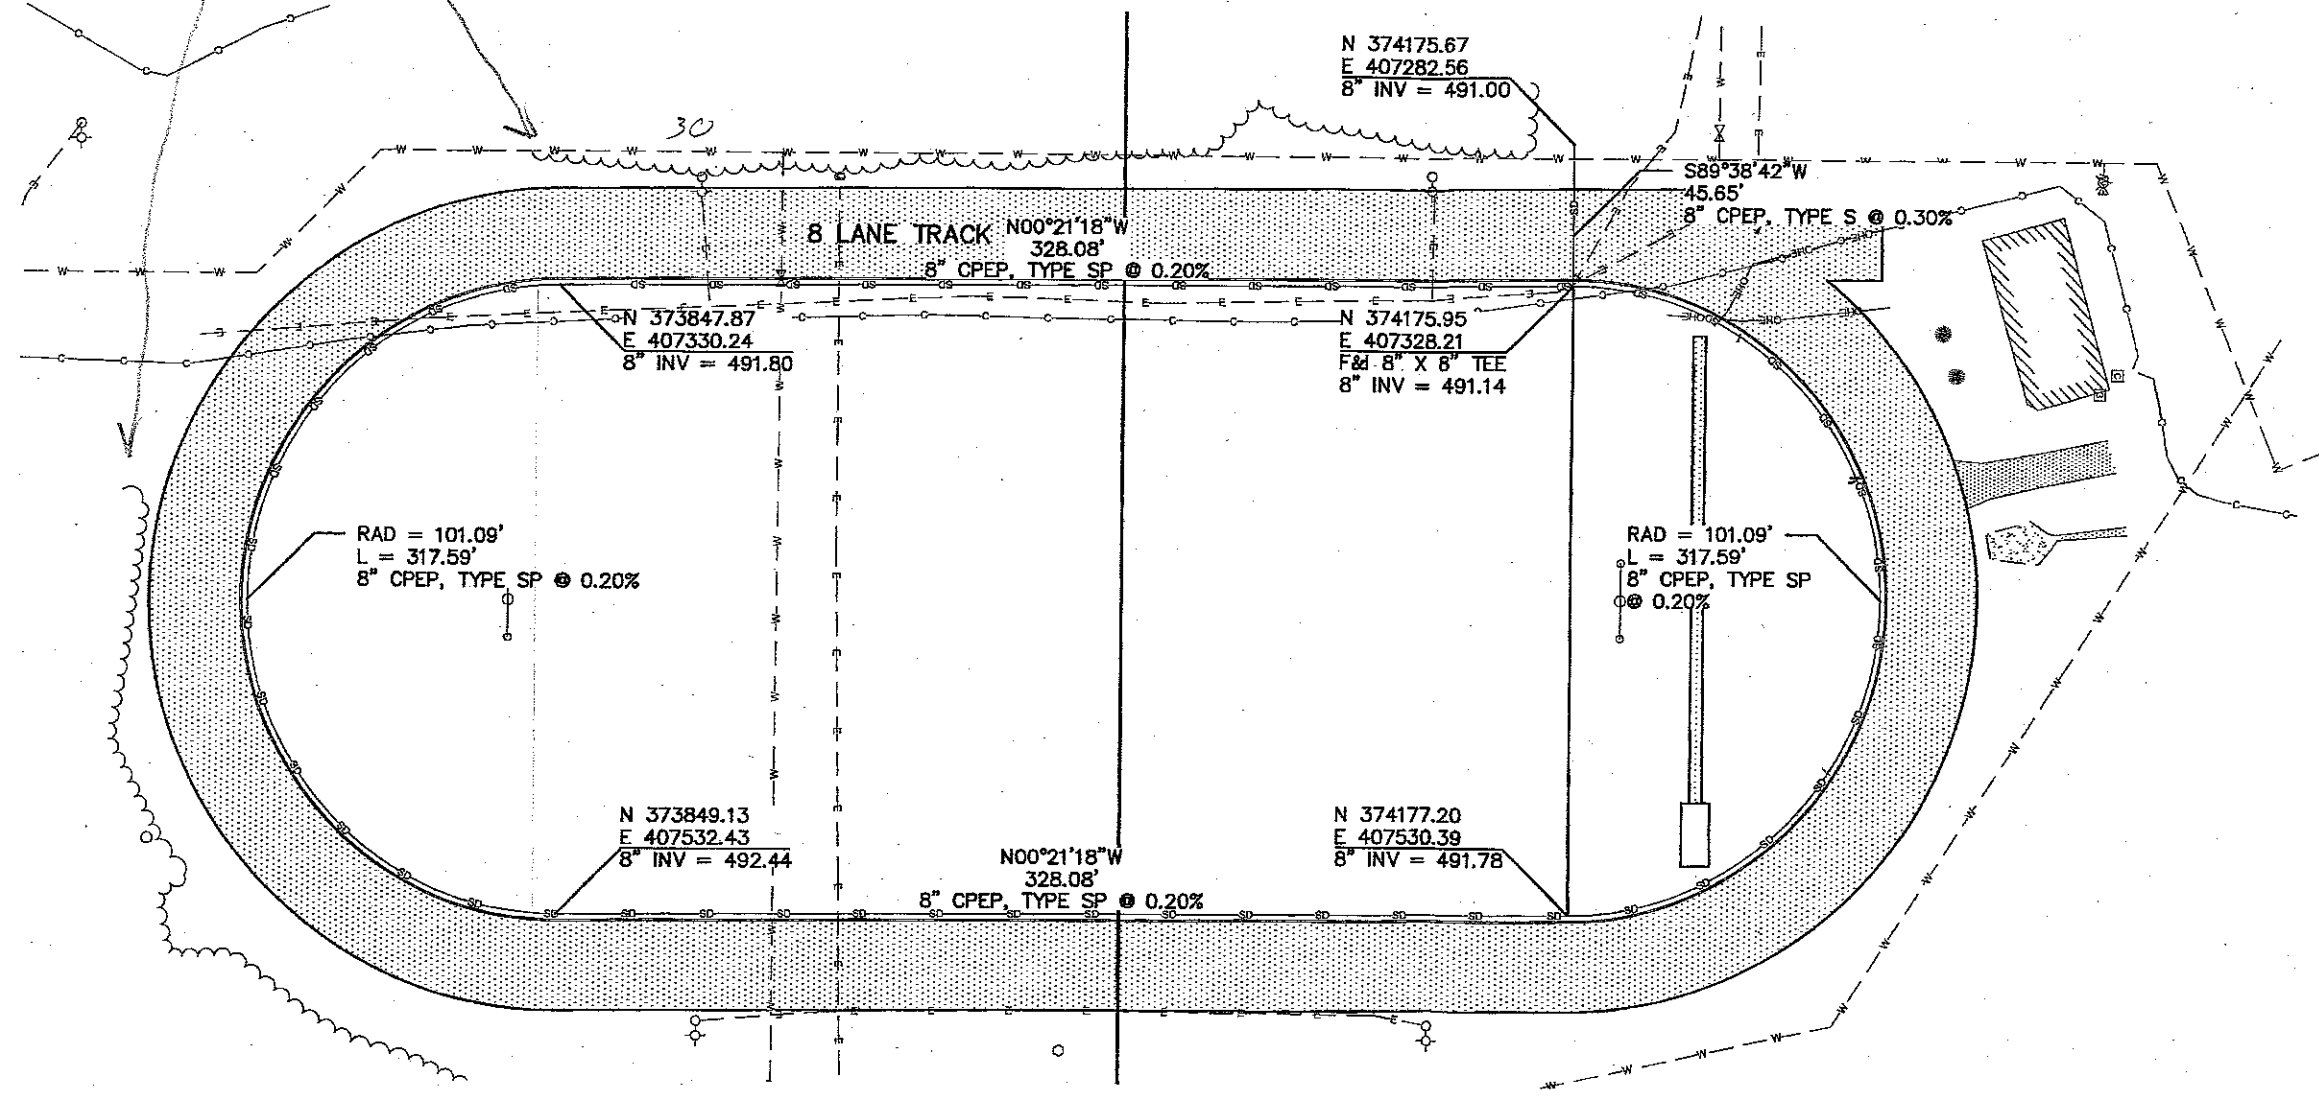 N 374175.67
E 407282.56
8" INV = 491.00
30
S89°38'42"W
45.65'
8" CPEP, TYPE S @ 0.30%
8 LANE TRACK
N00°21'18"W
328.08'
8" CPEP, TYPE SP @ 0.20%
N 373847.87
E 407330.24
8" INV = 491.80
N 374175.95
E 407328.21
F&I 8" X 8" TEE
8" INV = 491.14
RAD = 101.09'
L = 317.59'
8" CPEP, TYPE SP @ 0.20%
RAD = 101.09'
L = 317.59'
8" CPEP, TYPE SP
@ 0.20%
N 373849.13
E 407532.43
8" INV = 492.44
N00°21'18"W
328.08'
8" CPEP, TYPE SP @ 0.20%
N 374177.20
E 407530.39
8" INV = 491.78